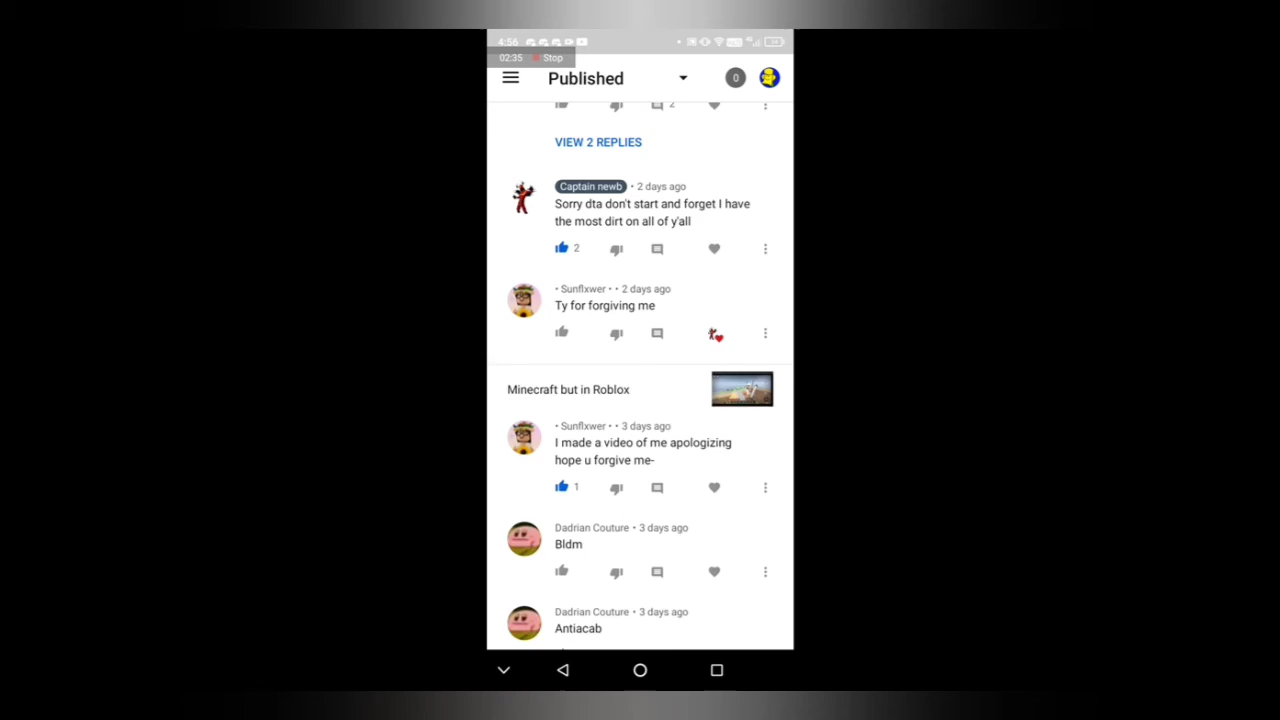 4:56
02:35 Stop
Published
0
2
VIEW 2 REPLIES
Captain newb • 2 days ago
Sorry dta don't start and forget I have
the most dirt on all of y'all
2
• Sunflxwer • • 2 days ago
Ty for forgiving me
Minecraft but in Roblox
• Sunflxwer • • 3 days ago
I made a video of me apologizing
hope u forgive me-
1
Dadrian Couture • 3 days ago
Bldm
Dadrian Couture • 3 days ago
Antiacab